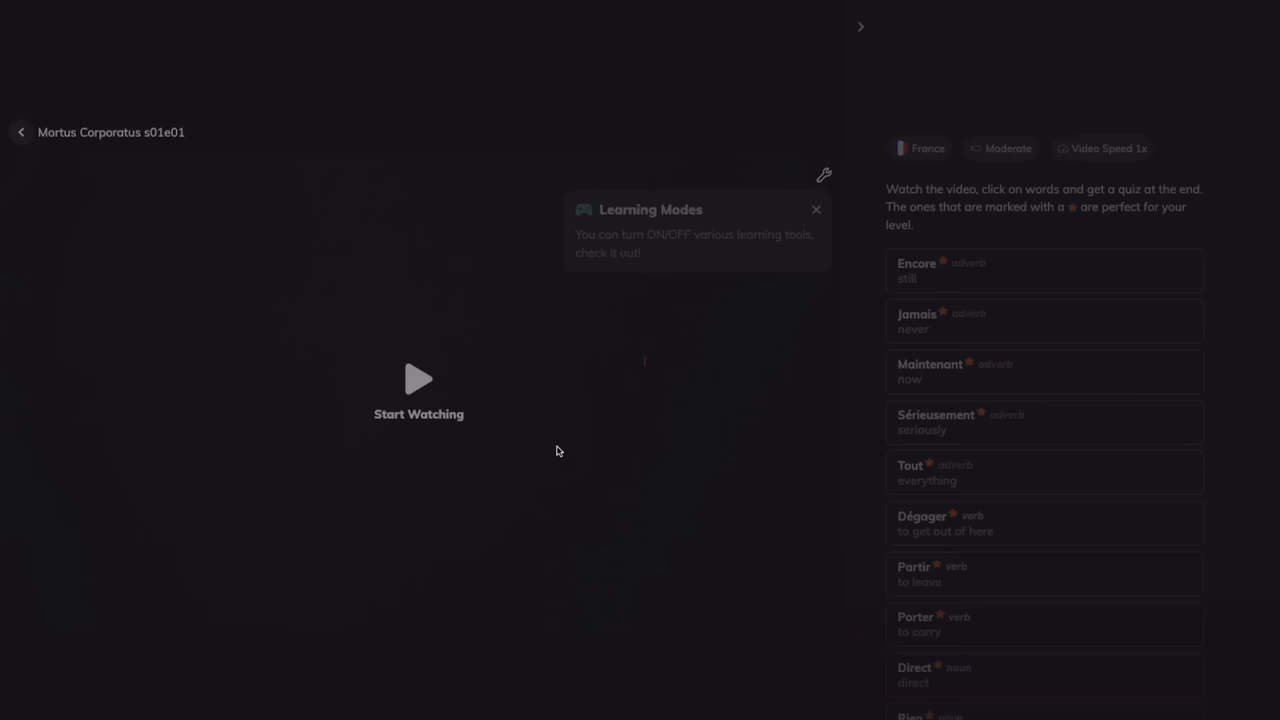 Mortus Corporatus s01e01
Learning Modes
You can turn ON/OFF various learning tools,
check it out!
Start Watching
France
Moderate
Video Speed 1x
Watch the video, click on words and get a quiz at the end.
The ones that are marked with a are perfect for your
level.
Encore adverb
still
Jamais adverb
never
Maintenant adverb
now
Sérieusement adverb
seriously
Tout adverb
everything
Dégager verb
to get out of here
Partir verb
to leave
Porter verb
to carry
Direct noun
direct
Rien noun